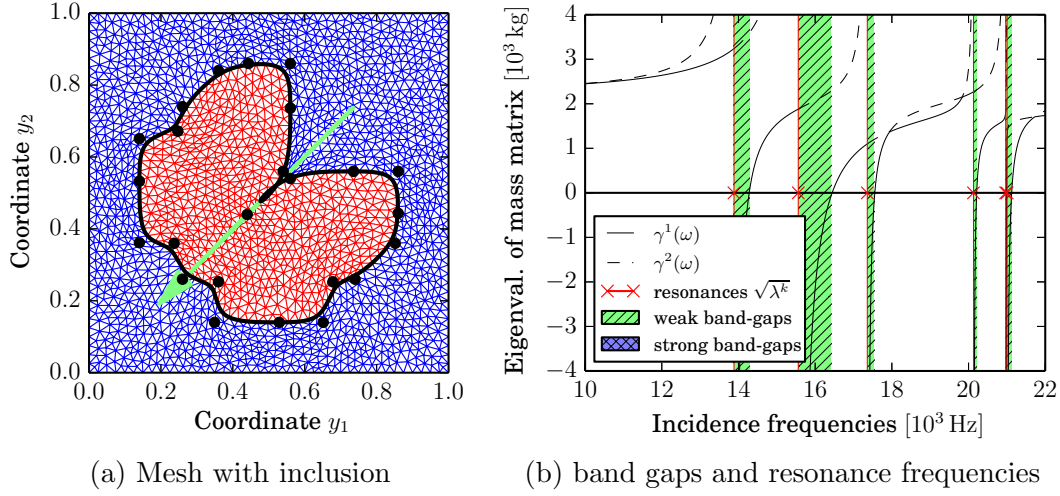 1.0
0.8
0.6
0.4
0.2
0.0
Coordinate y₂
0.0 0.2 0.4 0.6 0.8 1.0
Coordinate y₁
(a) Mesh with inclusion
4
3
2
1
0
−1
−2
−3
−4
Eigenval. of mass matrix [10³ kg]
γ¹(ω)
γ²(ω)
resonances √λᵏ
weak band-gaps
strong band-gaps
10 12 14 16 18 20 22
Incidence frequencies [10³ Hz]
(b) band gaps and resonance frequencies